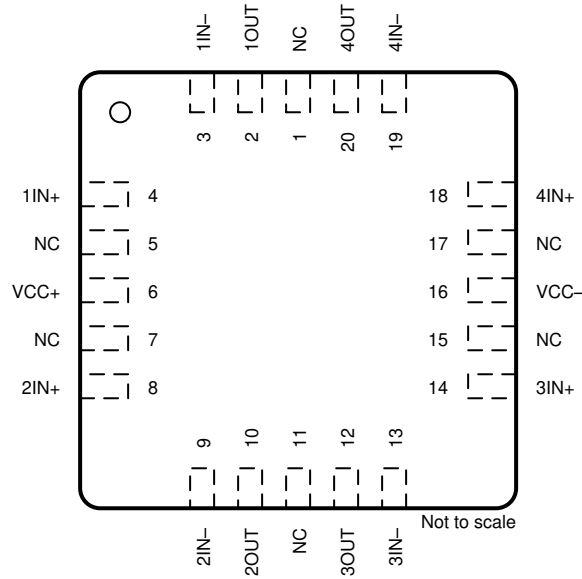 1IN–
1OUT
NC
4OUT
4IN–
3
2
1
20
19
1IN+ 4
NC 5
VCC+ 6
NC 7
2IN+ 8
18 4IN+
17 NC
16 VCC–
15 NC
14 3IN+
9
10
11
12
13
2IN–
2OUT
NC
3OUT
3IN–
Not to scale